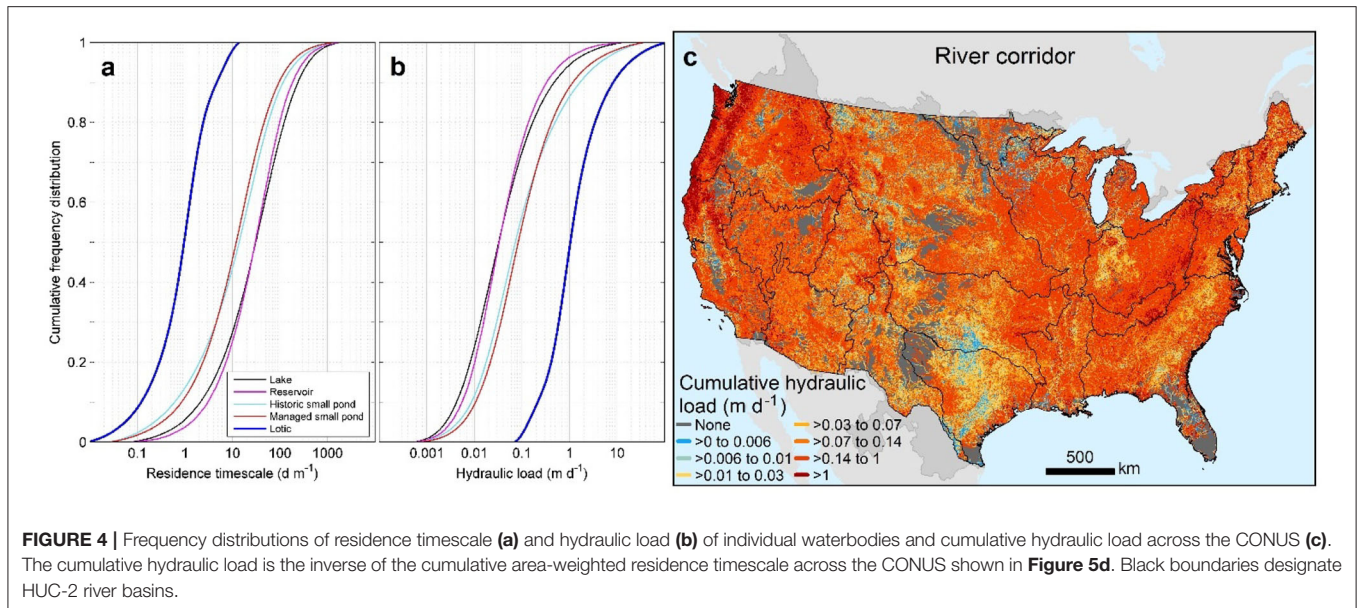 a
1
0.8
0.6
0.4
0.2
0
Cumulative frequency distribution
Lake
Reservoir
Historic small pond
Managed small pond
Lotic
0.1
1
10
100
1000
Residence timescale (d m⁻¹)
b
0.001
0.01
0.1
1
10
Hydraulic load (m d⁻¹)
c
River corridor
Cumulative hydraulic
load (m d⁻¹)
None
>0 to 0.006
>0.006 to 0.01
>0.01 to 0.03
>0.03 to 0.07
>0.07 to 0.14
>0.14 to 1
>1
500
km
FIGURE 4 | Frequency distributions of residence timescale (a) and hydraulic load (b) of individual waterbodies and cumulative hydraulic load across the CONUS (c).
The cumulative hydraulic load is the inverse of the cumulative area-weighted residence timescale across the CONUS shown in Figure 5d. Black boundaries designate
HUC-2 river basins.